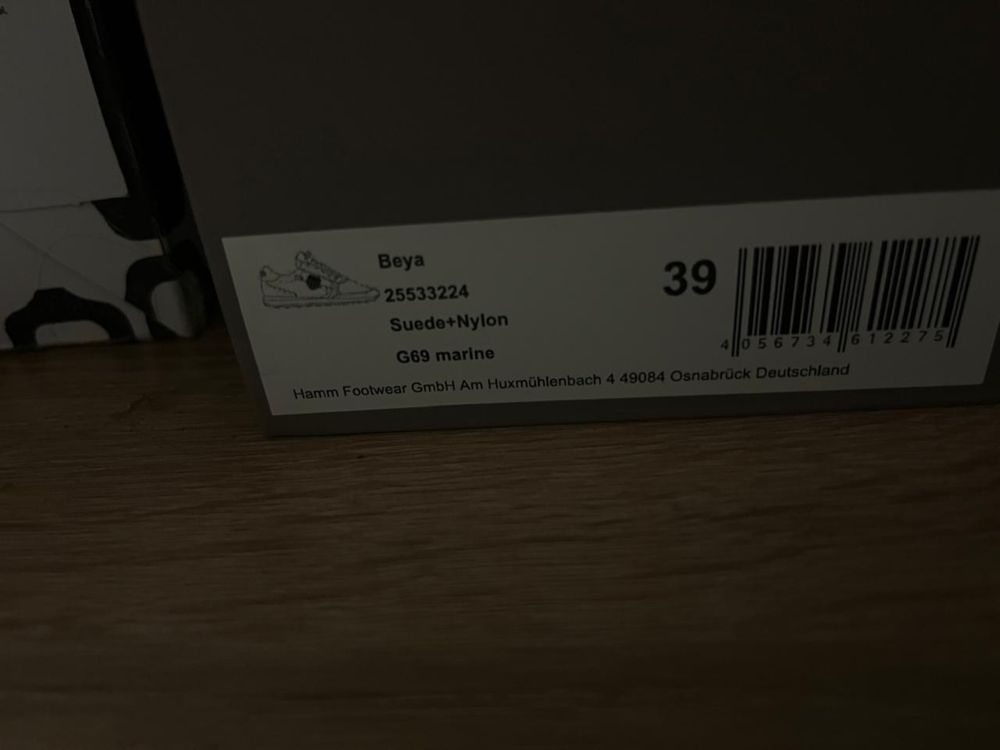 Beya
25533224
Suede+Nylon
G69 marine
39
4 056734 612275
Hamm Footwear GmbH Am Huxmühlenbach 4 49084 Osnabrück Deutschland